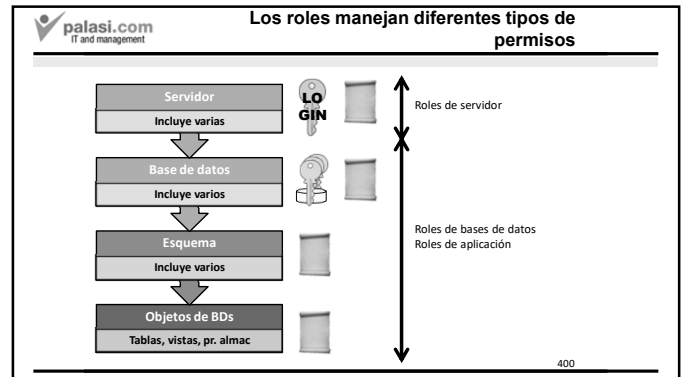 palasi.com
IT and management
Los roles manejan diferentes tipos de
permisos
Servidor
Incluye varias
LO
GIN
Roles de servidor
Base de datos
Incluye varios
Esquema
Incluye varios
Roles de bases de datos
Roles de aplicación
Objetos de BDs
Tablas, vistas, pr. almac
400